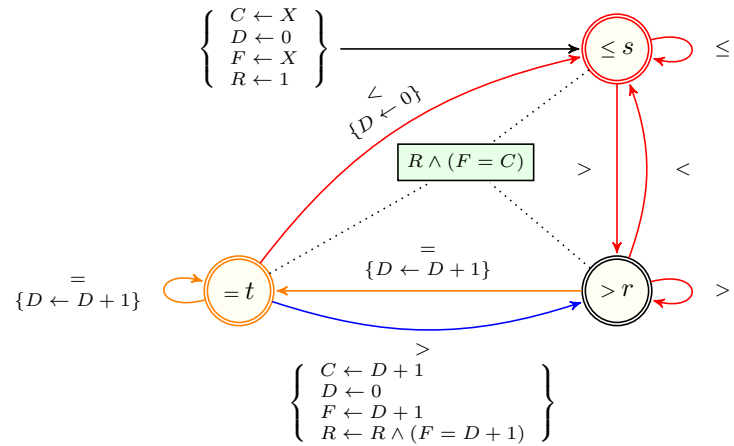 C ← X
D ← 0
F ← X
R ← 1
≤ s
≤
<
{D ← 0}
R ∧ (F = C)
>
<
=
{D ← D + 1}
= t
=
{D ← D + 1}
> r
>
>
C ← D + 1
D ← 0
F ← D + 1
R ← R ∧ (F = D + 1)